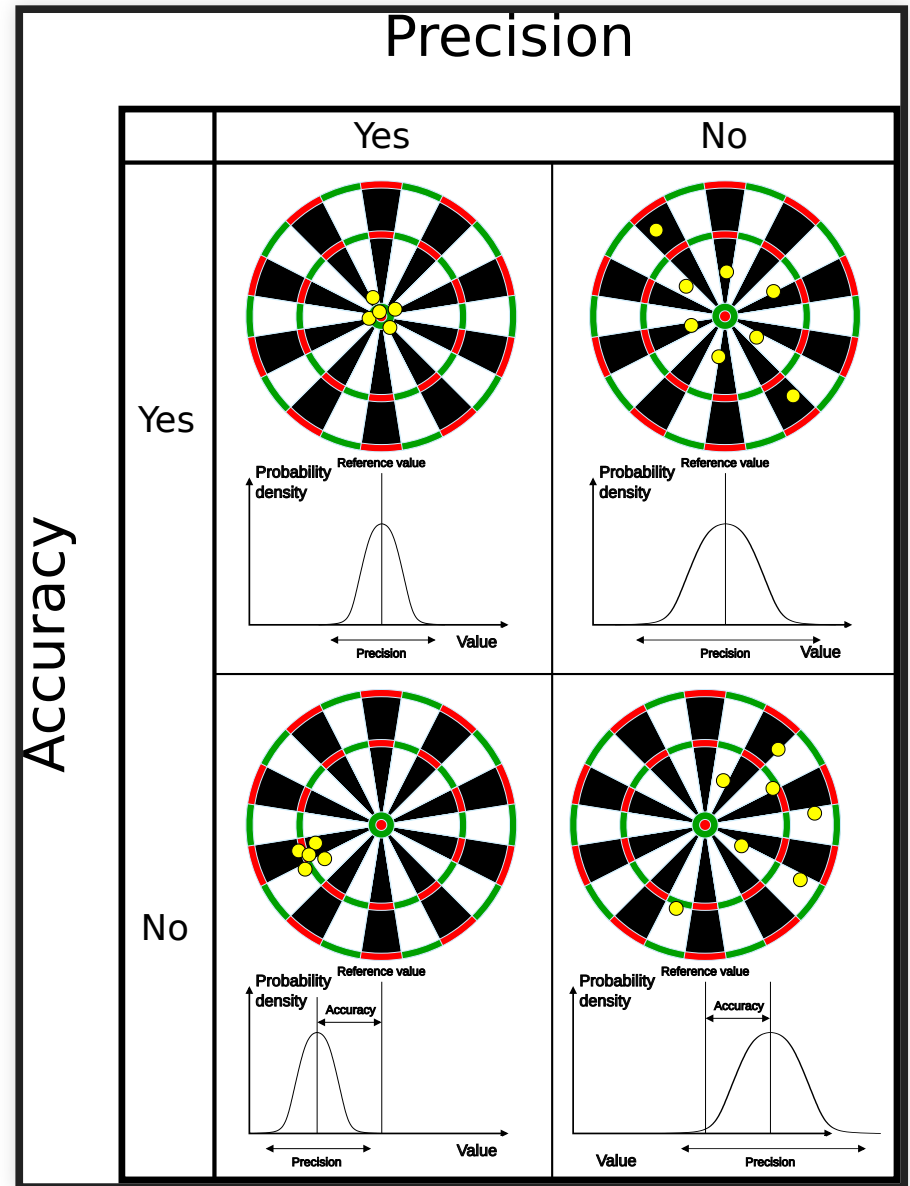 Precision
Yes
No
Accuracy
Yes
Reference value
Probability
density
Value
Precision
Reference value
Probability
density
Value
Precision
No
Reference value
Probability
density
Accuracy
Value
Precision
Reference value
Probability
density
Accuracy
Value
Precision